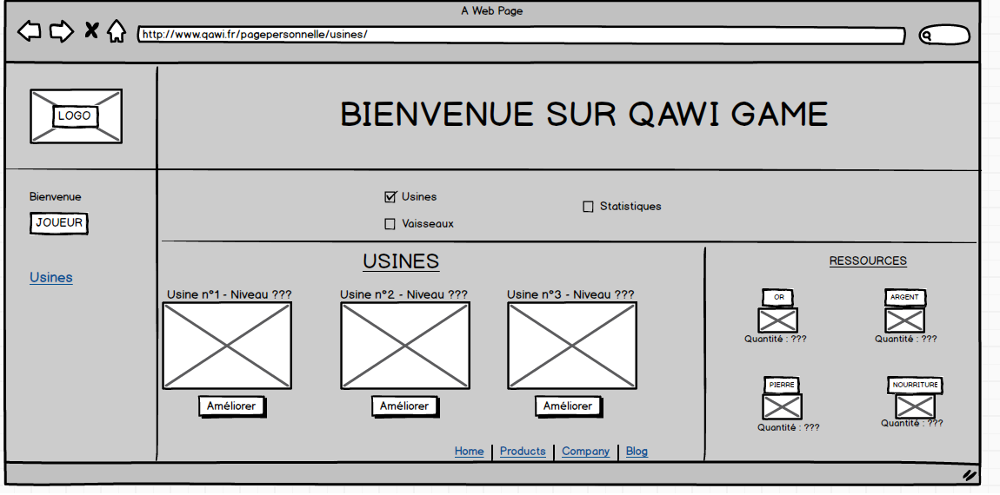 A Web Page
http://www.qawi.fr/pagepersonnelle/usines/
LOGO
BIENVENUE SUR QAWI GAME
Bienvenue
JOUEUR
Usines
Usines
Vaisseaux
Statistiques
USINES
Usine n°1 - Niveau ???
Usine n°2 - Niveau ???
Usine n°3 - Niveau ???
Améliorer
Améliorer
Améliorer
RESSOURCES
OR
ARGENT
Quantité : ???
Quantité : ???
PIERRE
NOURRITURE
Quantité : ???
Quantité : ???
Home | Products | Company | Blog